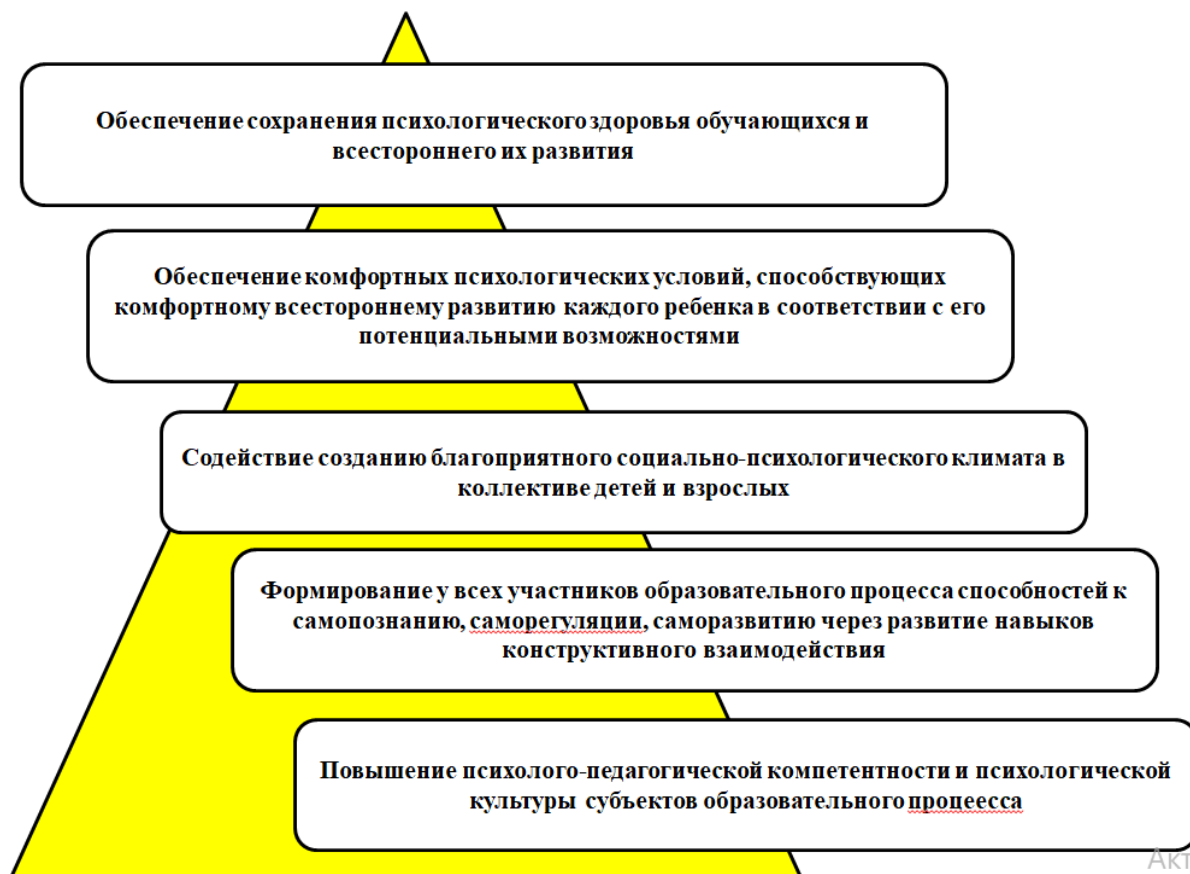 Обеспечение сохранения психологического здоровья обучающихся и
всестороннего их развития
Обеспечение комфортных психологических условий, способствующих
комфортному всестороннему развитию каждого ребенка в соответствии с его
потенциальными возможностями
Содействие созданию благоприятного социально-психологического климата в
коллективе детей и взрослых
Формирование у всех участников образовательного процесса способностей к
самопознанию, саморегуляции, саморазвитию через развитие навыков
конструктивного взаимодействия
Повышение психолого-педагогической компетентности и психологической
культуры субъектов образовательного процеесса
Акт